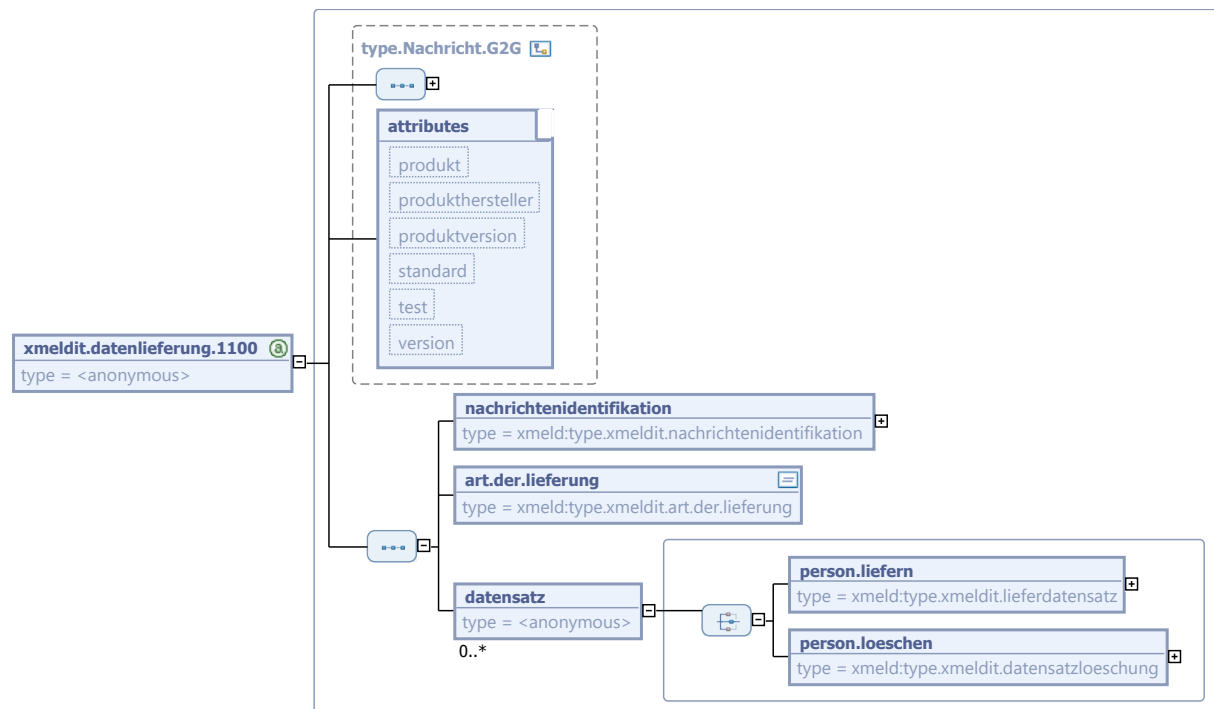 type.Nachricht.G2G
attributes
produkt
produkthersteller
produktversion
standard
test
version
xmeldit.datenlieferung.1100 a
type = <anonymous>
nachrichtenidentifikation
type = xmeld:type.xmeldit.nachrichtenidentifikation
art.der.lieferung
type = xmeld:type.xmeldit.art.der.lieferung
datensatz
type = <anonymous>
0..*
person.liefern
type = xmeld:type.xmeldit.lieferdatensatz
person.loeschen
type = xmeld:type.xmeldit.datensatzloeschung